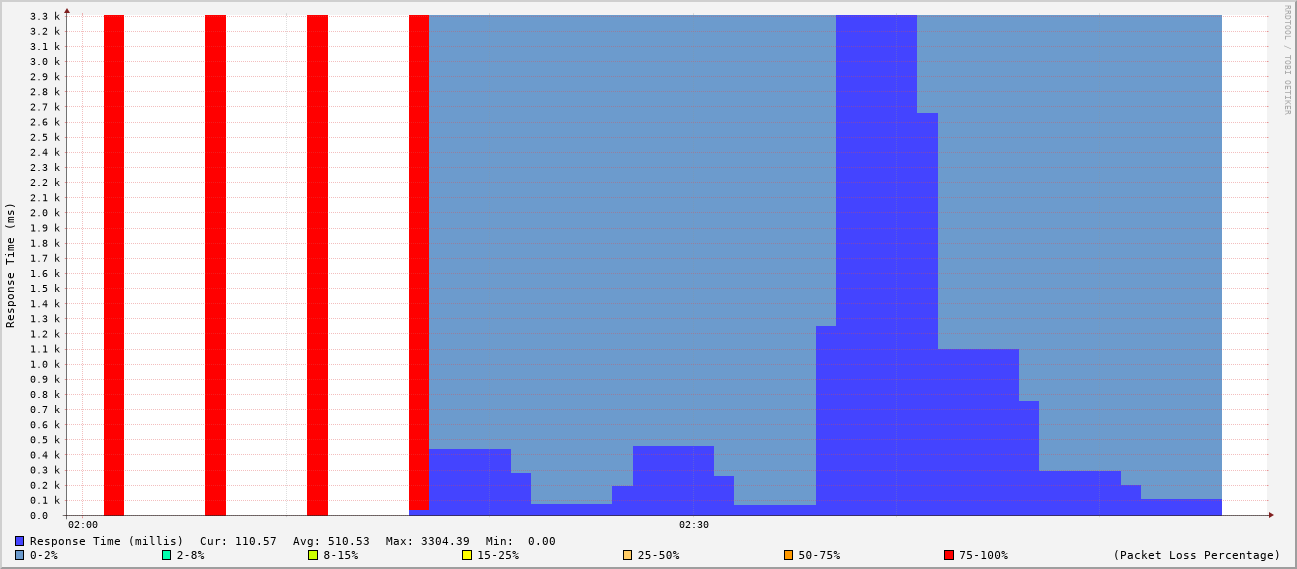 RRDTOOL / TOBI OETIKER
Response Time (ms)
3.3 k
3.2 k
3.1 k
3.0 k
2.9 k
2.8 k
2.7 k
2.6 k
2.5 k
2.4 k
2.3 k
2.2 k
2.1 k
2.0 k
1.9 k
1.8 k
1.7 k
1.6 k
1.5 k
1.4 k
1.3 k
1.2 k
1.1 k
1.0 k
0.9 k
0.8 k
0.7 k
0.6 k
0.5 k
0.4 k
0.3 k
0.2 k
0.1 k
0.0
02:00 02:30
Response Time (millis) Cur: 110.57 Avg: 510.53 Max: 3304.39 Min: 0.00
0-2% 2-8% 8-15% 15-25% 25-50% 50-75% 75-100% (Packet Loss Percentage)